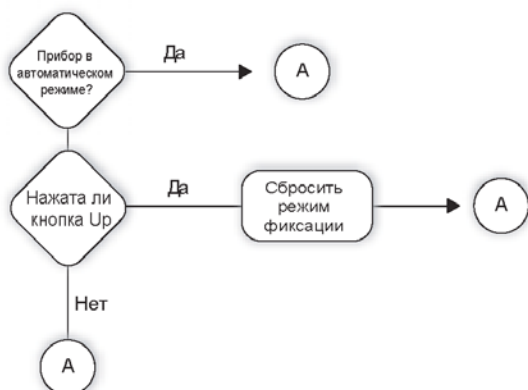 Прибор в
автоматическом
режиме?
Да
А
Нажата ли
кнопка Up
Да
Сбросить
режим
фиксации
А
Нет
А